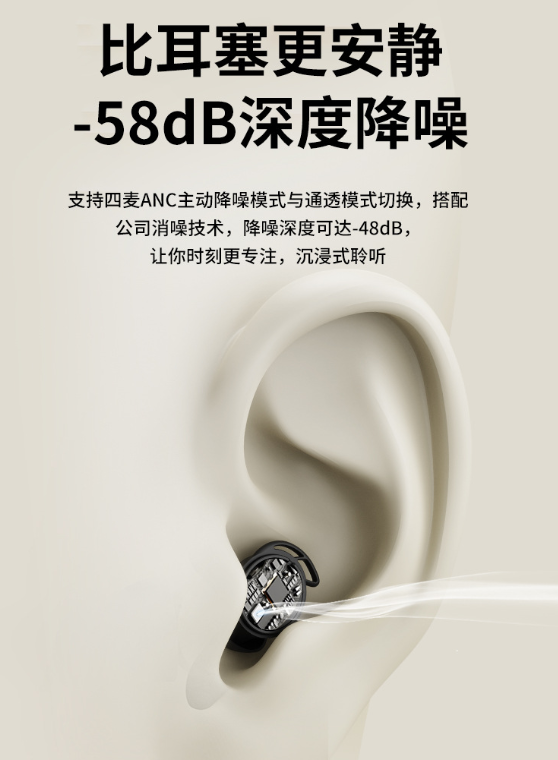 比耳塞更安静
-58dB深度降噪
支持四麦ANC主动降噪模式与通透模式切换，搭配
公司消噪技术，降噪深度可达-48dB，
让你时刻更专注，沉浸式聆听